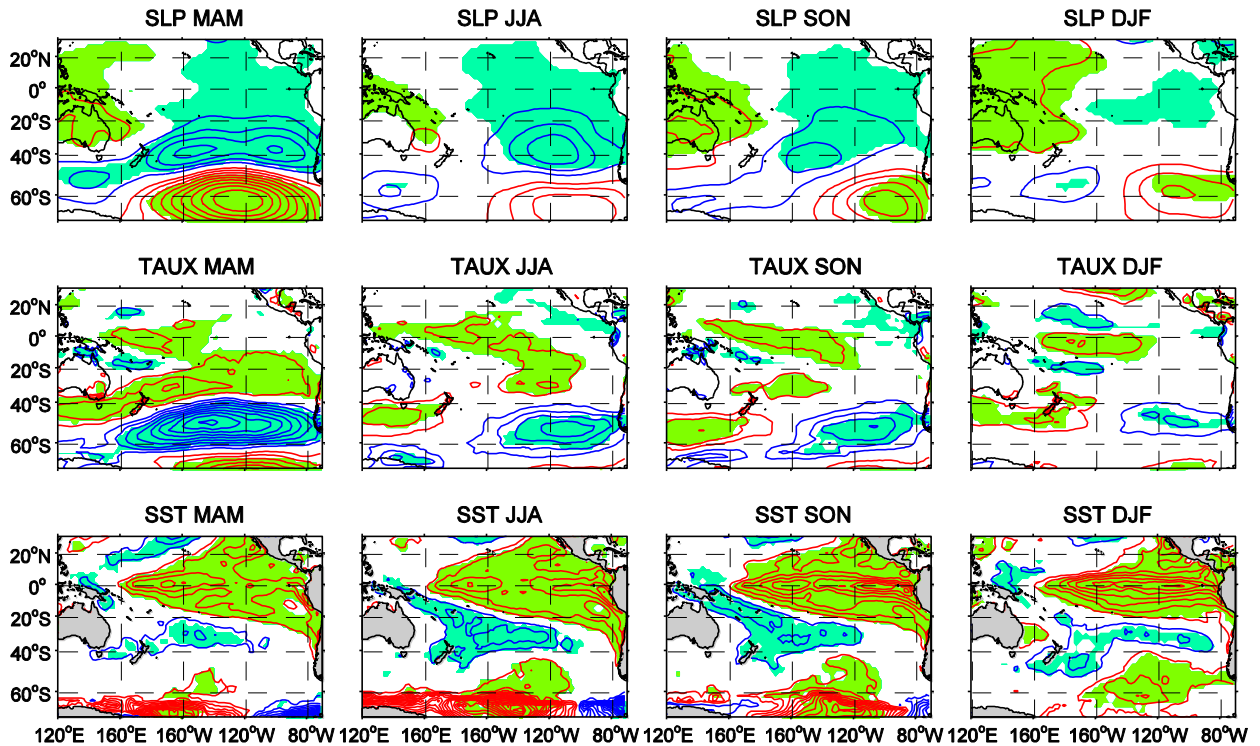 SLP MAM SLP JJA SLP SON SLP DJF
20°N
0°
20°S
40°S
60°S
TAUX MAM TAUX JJA TAUX SON TAUX DJF
20°N
0°
20°S
40°S
60°S
SST MAM SST JJA SST SON SST DJF
20°N
0°
20°S
40°S
60°S
120°E 160°E 160°W 120°W 80°W 120°E 160°E 160°W 120°W 80°W 120°E 160°E 160°W 120°W 80°W 120°E 160°E 160°W 120°W 80°W